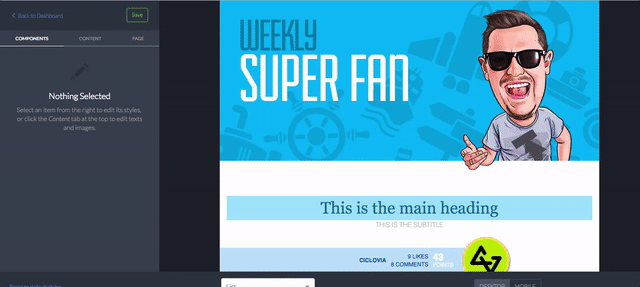 Back to Dashboard
Save
COMPONENTS
CONTENT
PAGE
Nothing Selected
Select an item from the right to edit its styles,
or click the Content tab at the top to edit texts
and images.
WEEKLY
SUPER FAN
This is the main heading
THIS IS THE SUBTITLE
CICLOVIA
9 LIKES
8 COMMENTS
43
POINTS
DESKTOP
MOBILE